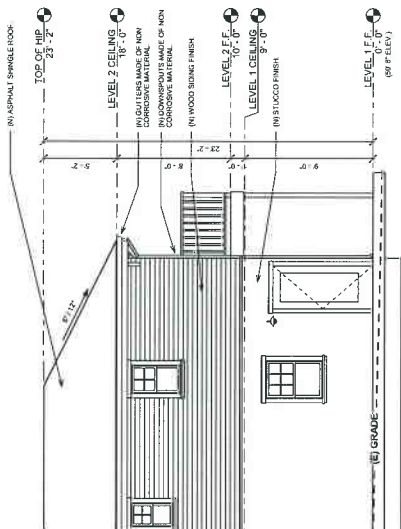 (N) ASPHALT SHINGLE ROOF
TOP OF HIP
23' - 2"
LEVEL 2 CEILING
18' - 0"
(N) GUTTERS MADE OF NON
CORROSIVE MATERIAL
(N) DOWNSPOUTS MADE OF NON
CORROSIVE MATERIAL
(N) WOOD SIDING FINISH
LEVEL 2 F.F.
10' - 0"
LEVEL 1 CEILING
9' - 0"
(N) STUCCO FINISH
LEVEL 1 F.F.
0' - 0"
5' - 2"
8' - 0"
1' - 0"
9' - 0"
23' - 2"
(E) GRADE